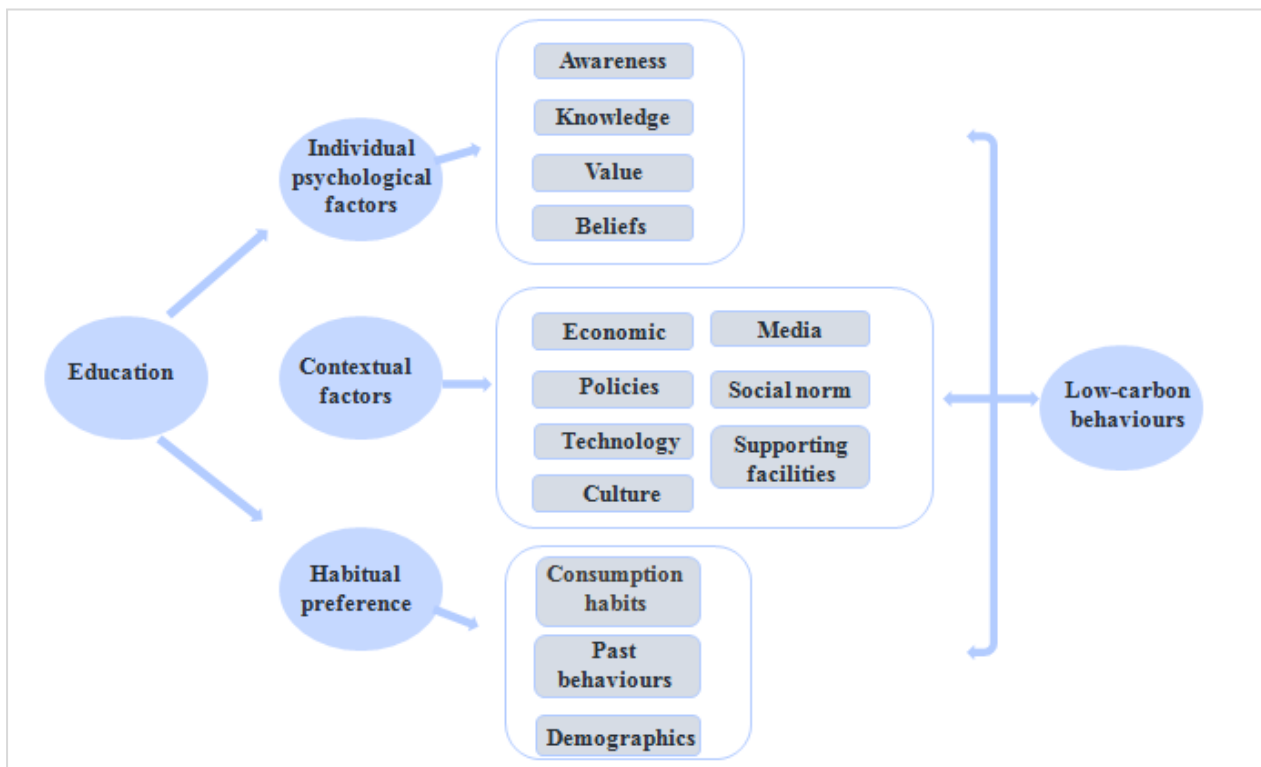 Education
Individual
psychological
factors
Contextual
factors
Habitual
preference
Awareness
Knowledge
Value
Beliefs
Economic
Policies
Technology
Culture
Media
Social norm
Supporting
facilities
Consumption
habits
Past
behaviours
Demographics
Low-carbon
behaviours